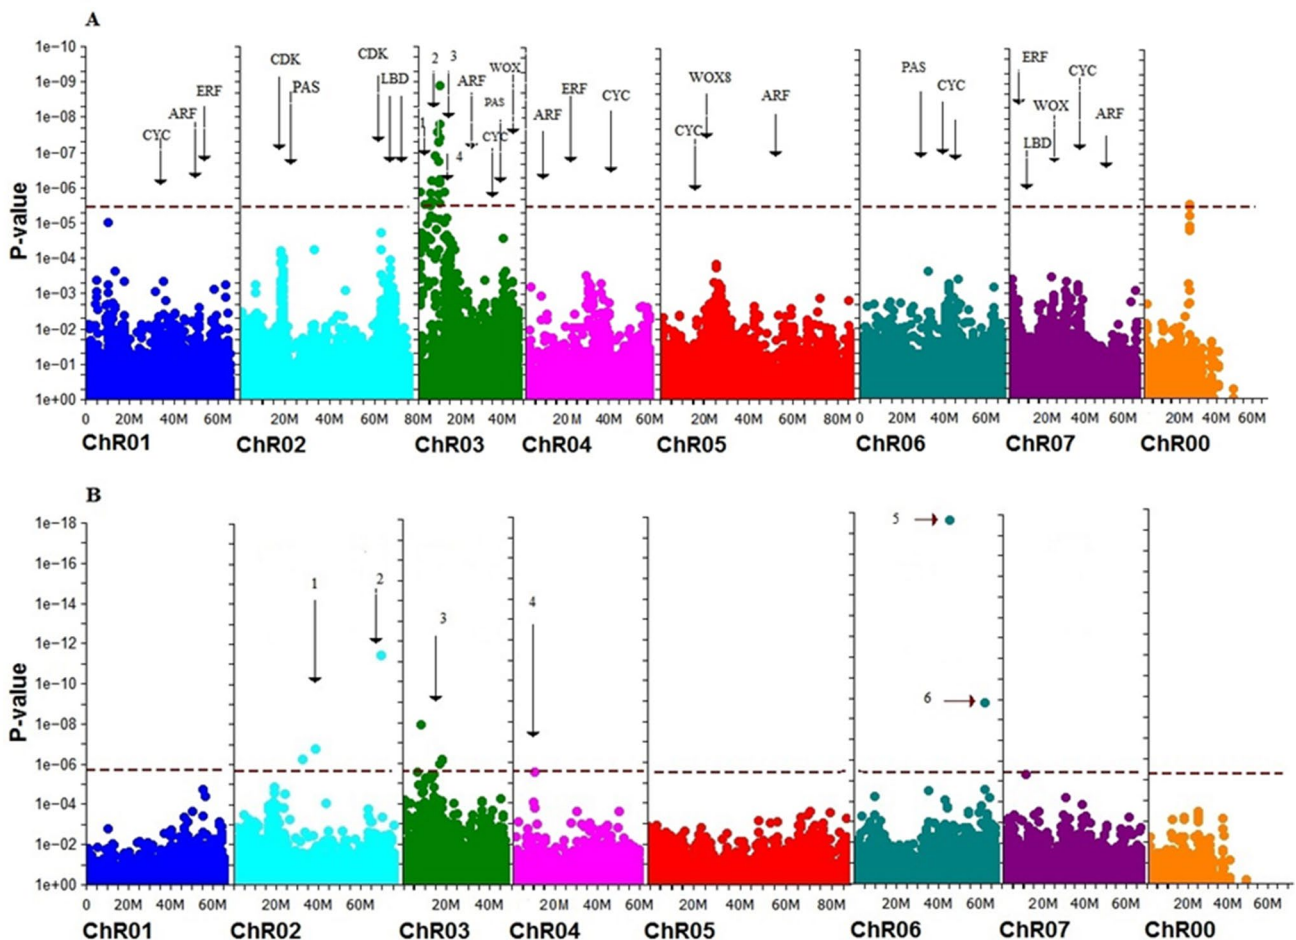 A
1e-10
1e-09
1e-08
1e-07
1e-06
1e-05
1e-04
1e-03
1e-02
1e-01
1e+00
P-value
CYC
ARF
ERF
CDK
PAS
CDK
LBD
1
2
3
4
ARF
PAS
CYC
WOX
ARF
ERF
CYC
CYC
WOX8
ARF
PAS
CYC
ERF
LBD
WOX
CYC
ARF
0 20M 40M 60M 20M 40M 60M 80M 20M 40M 20M 40M 60M 20M 40M 60M 80M 20M 40M 60M 20M 40M 60M 20M 40M 60M
ChR01 ChR02 ChR03 ChR04 ChR05 ChR06 ChR07 ChR00
B
1e-18
1e-16
1e-14
1e-12
1e-10
1e-08
1e-06
1e-04
1e-02
1e+00
P-value
1
2
3
4
5
6
0 20M 40M 60M 20M 40M 60M 20M 40M 20M 40M 60M 20M 40M 60M 80M 20M 40M 60M 20M 40M 60M 20M 40M 60M
ChR01 ChR02 ChR03 ChR04 ChR05 ChR06 ChR07 ChR00